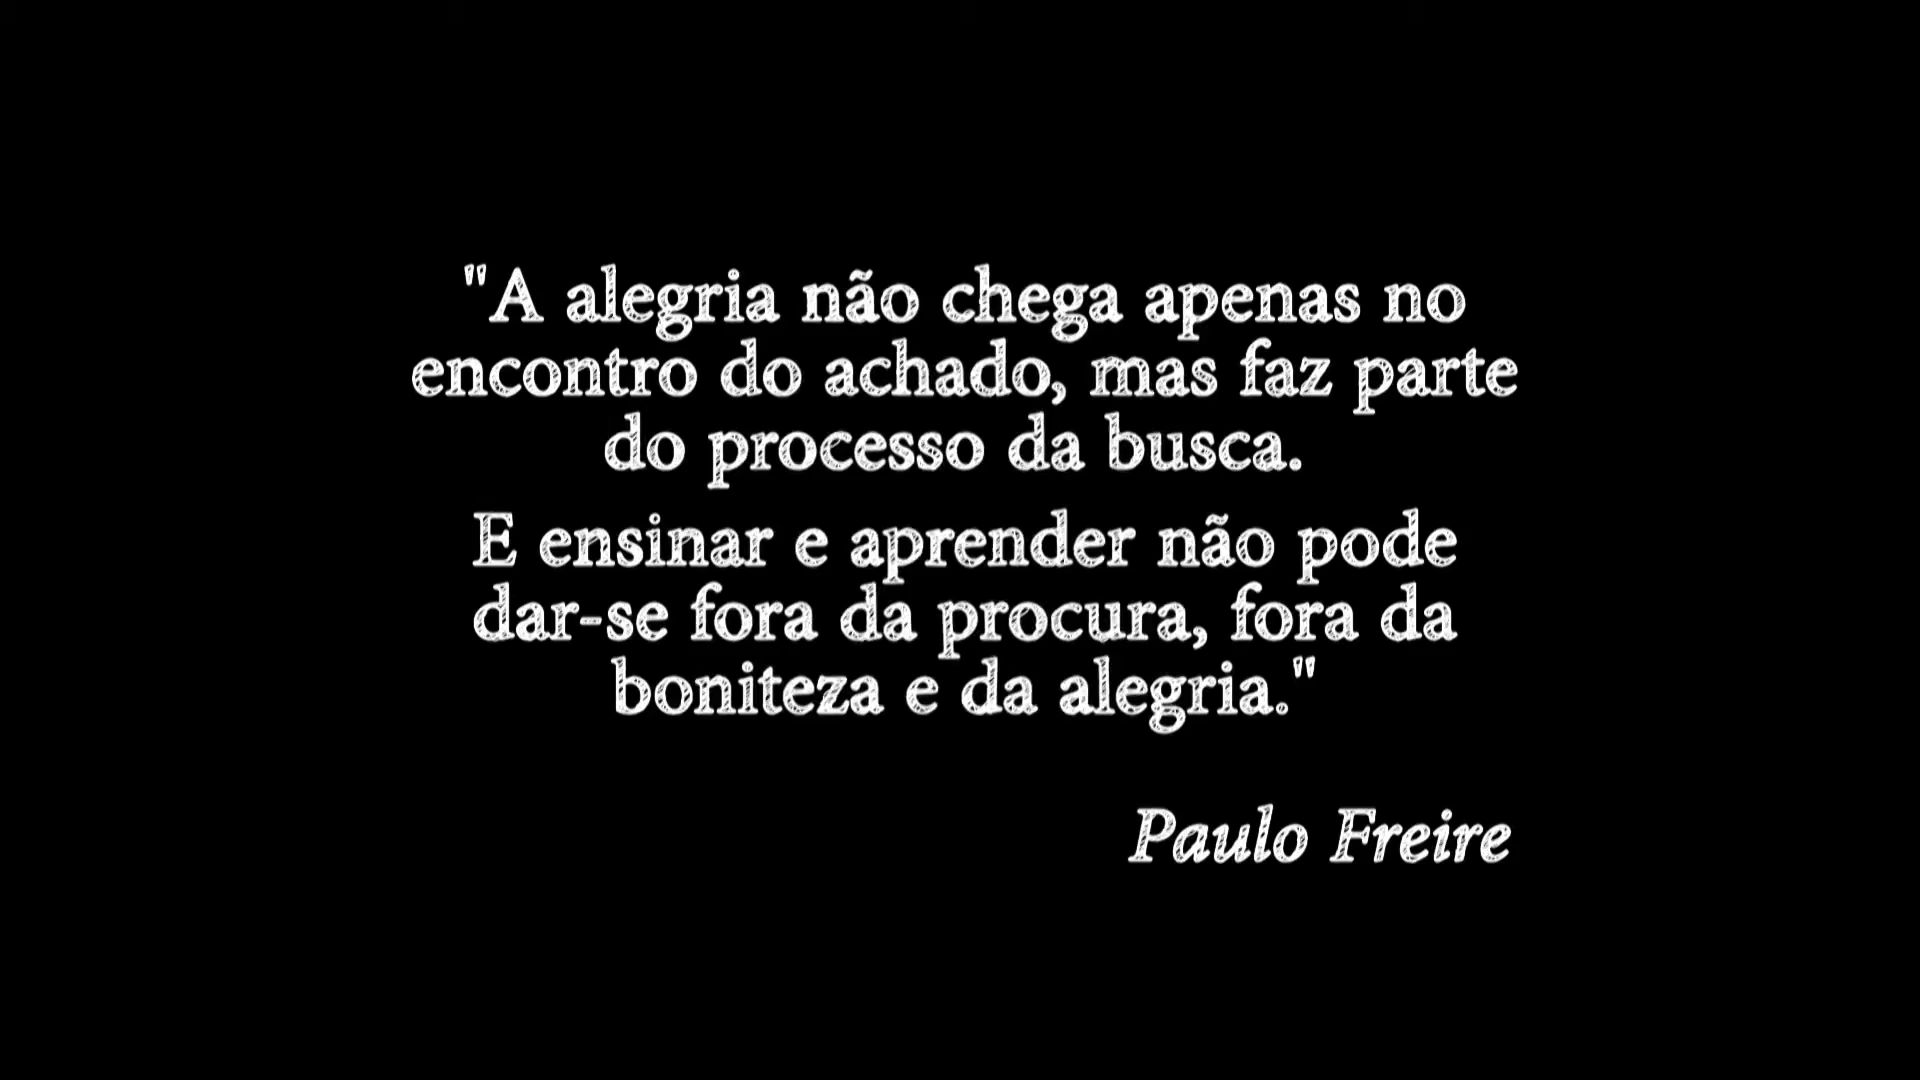 "A alegria não chega apenas no
encontro do achado, mas faz parte
do processo da busca.
E ensinar e aprender não pode
dar-se fora da procura, fora da
boniteza e da alegria."
Paulo Freire